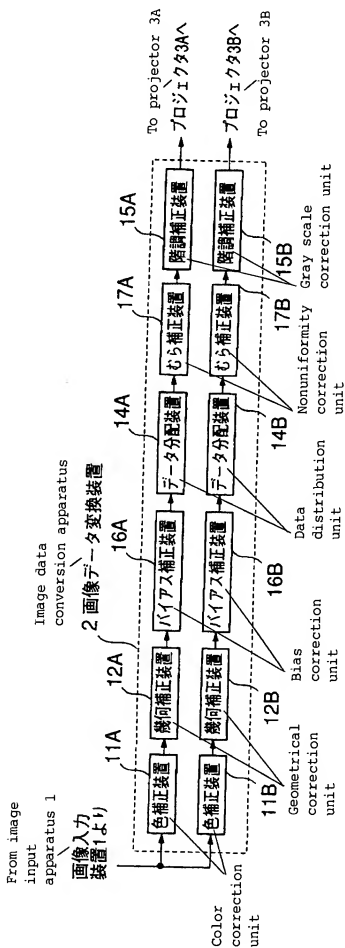 From image
input
apparatus 1
画像入力
装置1より
Image data
conversion apparatus
2 画像データ変換装置
11A
12A
16A
14A
17A
15A
色補正装置
幾何補正装置
バイアス補正装置
データ分配装置
むら補正装置
階調補正装置
To projector 3A
プロジェクタ3Aへ
色補正装置
幾何補正装置
バイアス補正装置
データ分配装置
むら補正装置
階調補正装置
プロジェクタ3Bへ
To projector 3B
11B
12B
16B
14B
17B
15B
Color
correction
unit
Geometrical
correction
unit
Bias
correction
unit
Data
distribution
unit
Nonuniformity
correction
unit
Gray scale
correction unit